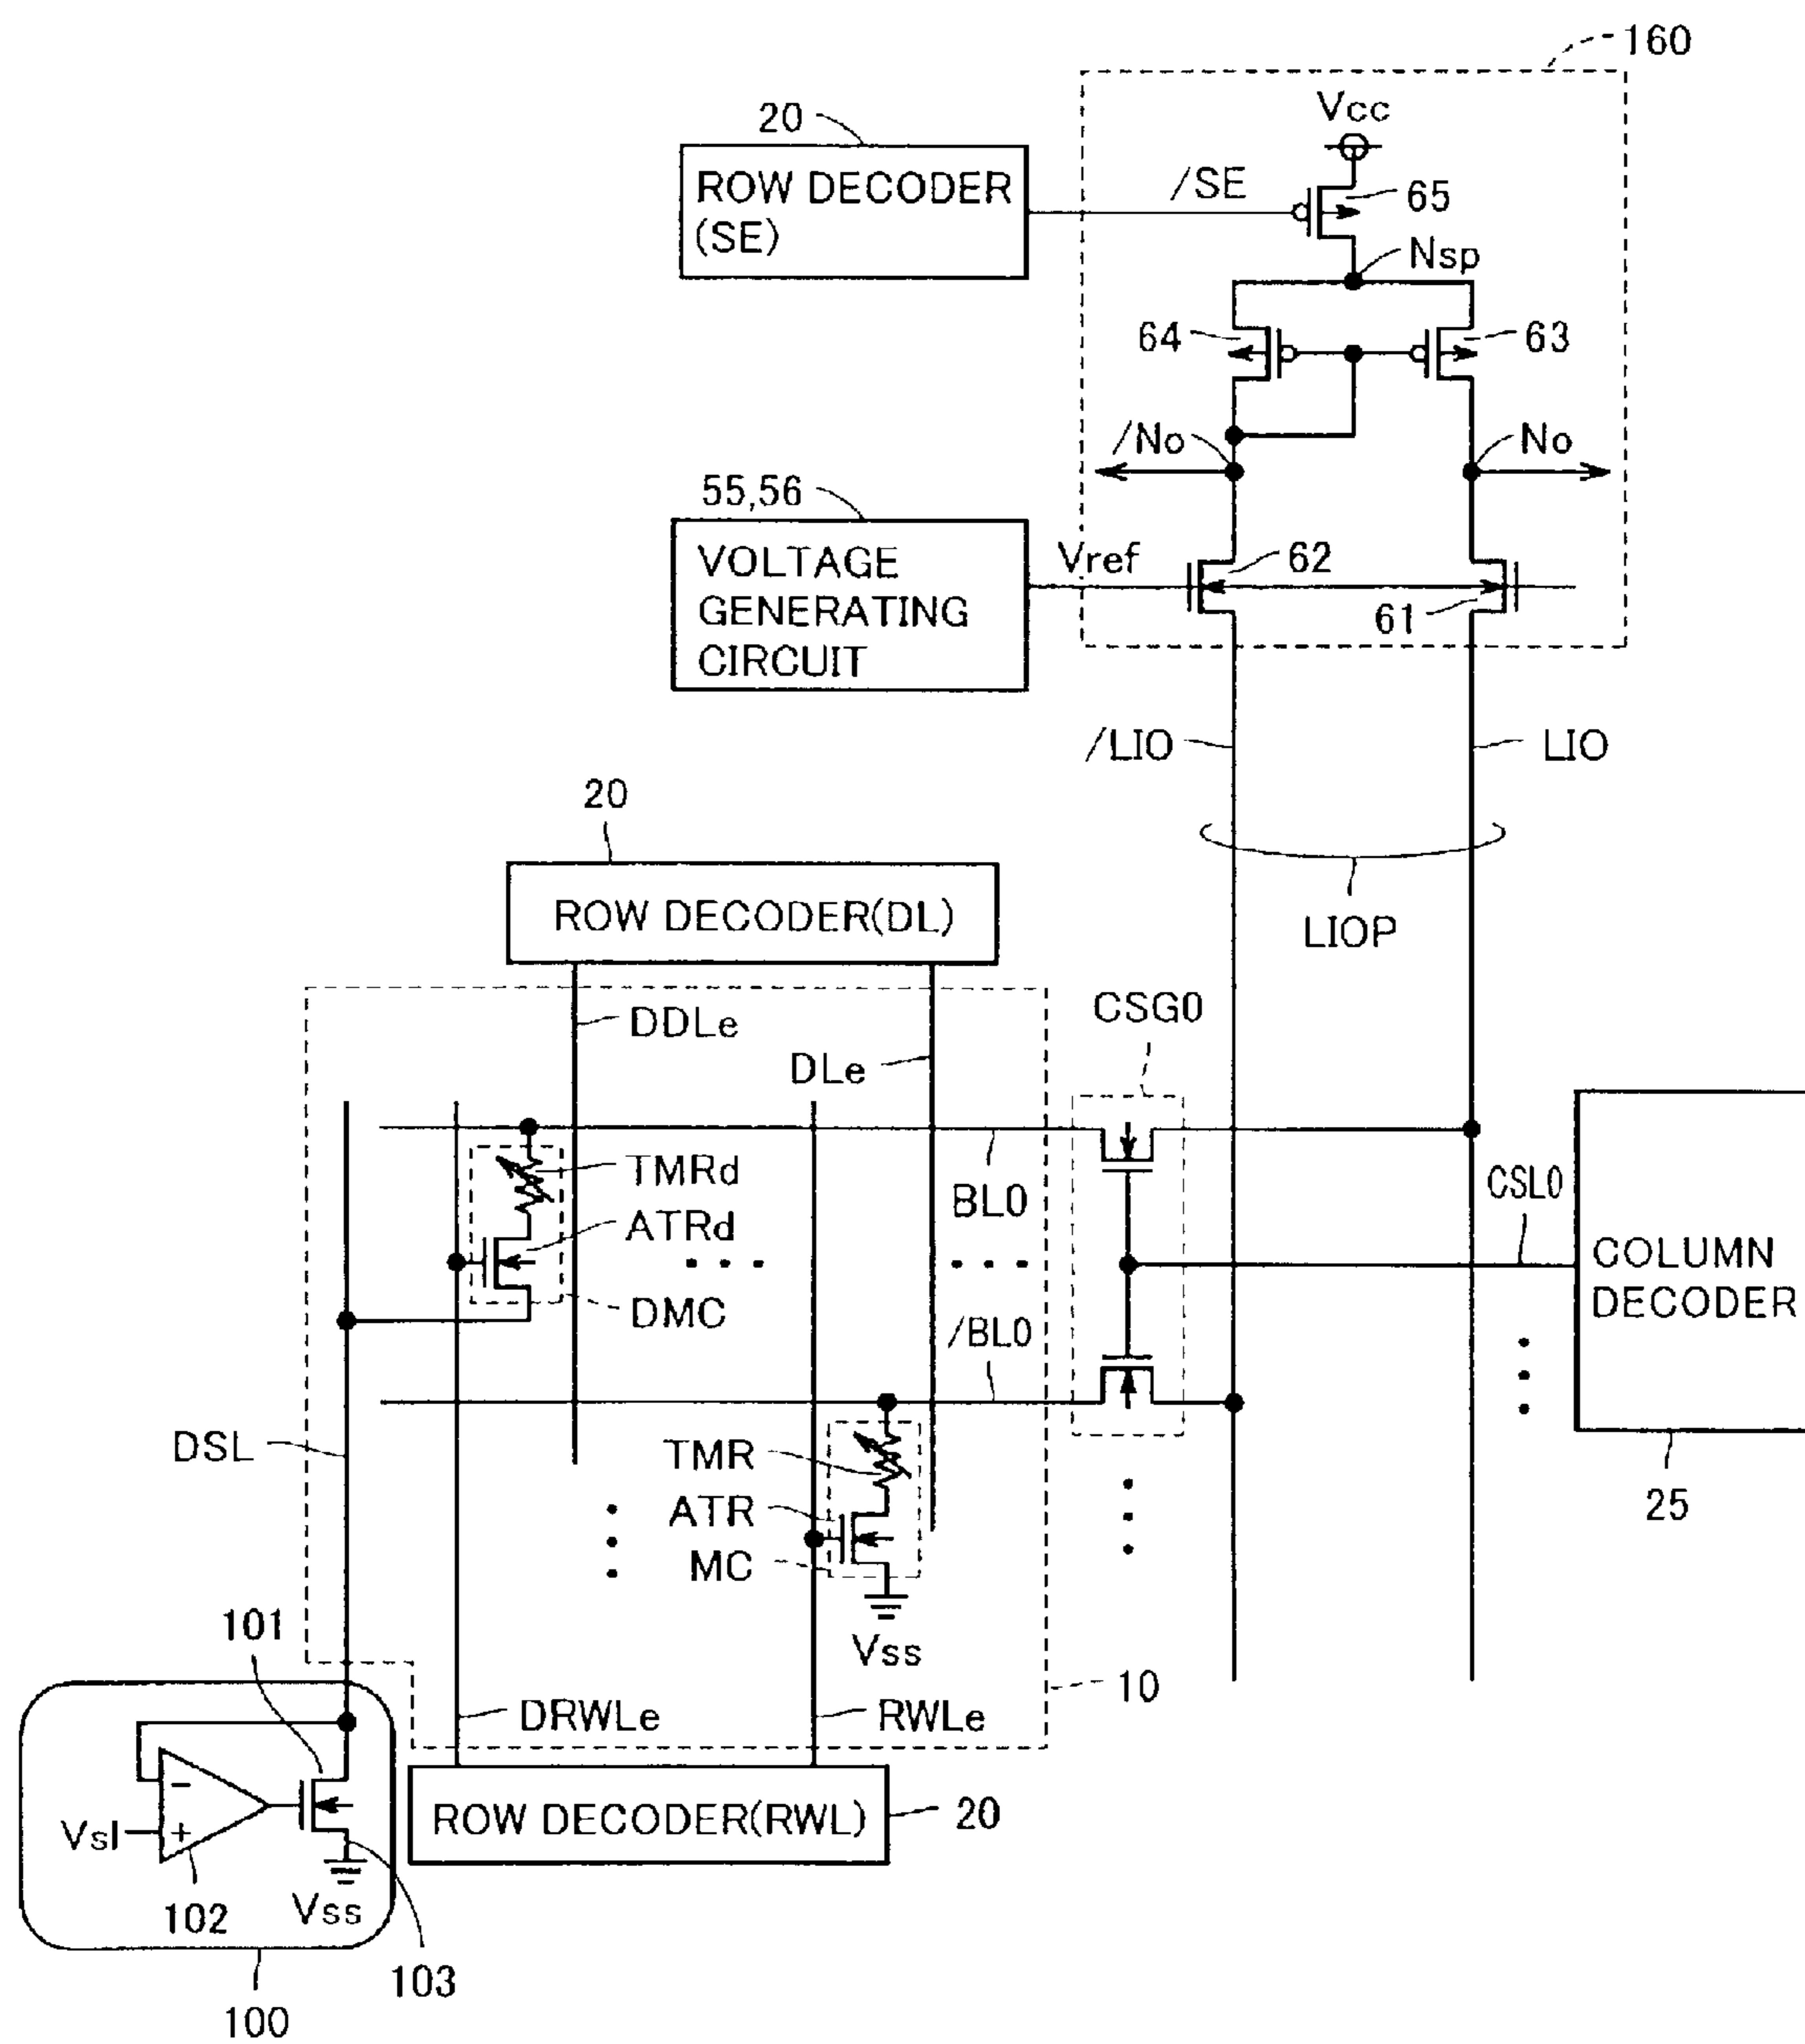 160
20
Vcc
ROW DECODER
(SE)
/SE
65
Nsp
64
63
/No
No
55,56
VOLTAGE
GENERATING
CIRCUIT
Vref
62
61
/LIO
LIO
20
ROW DECODER(DL)
LIOP
DDLe
CSG0
DLe
TMRd
BL0
CSL0
ATRd
COLUMN
DECODER
DMC
/BL0
DSL
TMR
25
ATR
MC
101
Vss
10
DRWLe
RWLe
ROW DECODER(RWL)
20
Vsl
-
+
102
Vss
103
100